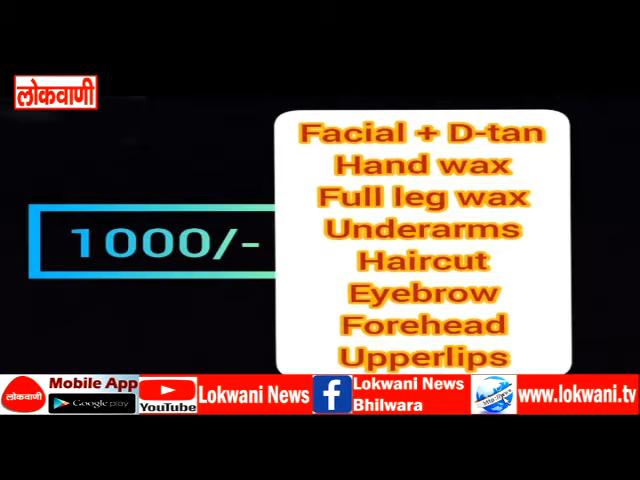 लोकवाणी
1000/-
Facial + D-tan
Hand wax
Full leg wax
Underarms
Haircut
Eyebrow
Forehead
Upperlips
लोकवाणी
Mobile App
Google play
YouTube
Lokwani News
Lokwani News
Bhilwara
www.lokwani.tv